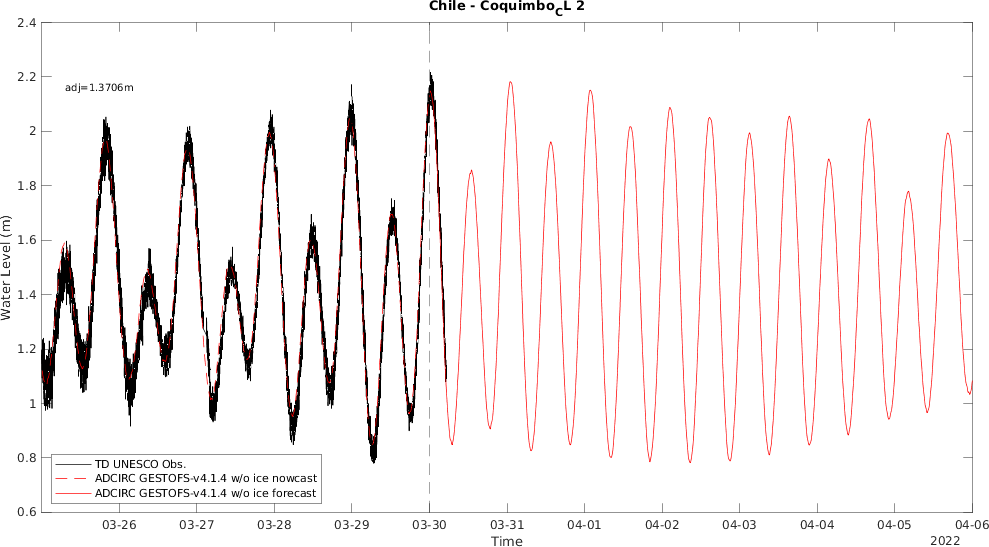 Chile - Coquimbo_CL 2
2.4
2.2
2
1.8
1.6
1.4
1.2
1
0.8
0.6
Water Level (m)
adj=1.3706m
TD UNESCO Obs.
ADCIRC GESTOFS-v4.1.4 w/o ice nowcast
ADCIRC GESTOFS-v4.1.4 w/o ice forecast
03-26 03-27 03-28 03-29 03-30 03-31 04-01 04-02 04-03 04-04 04-05 04-06
Time
2022